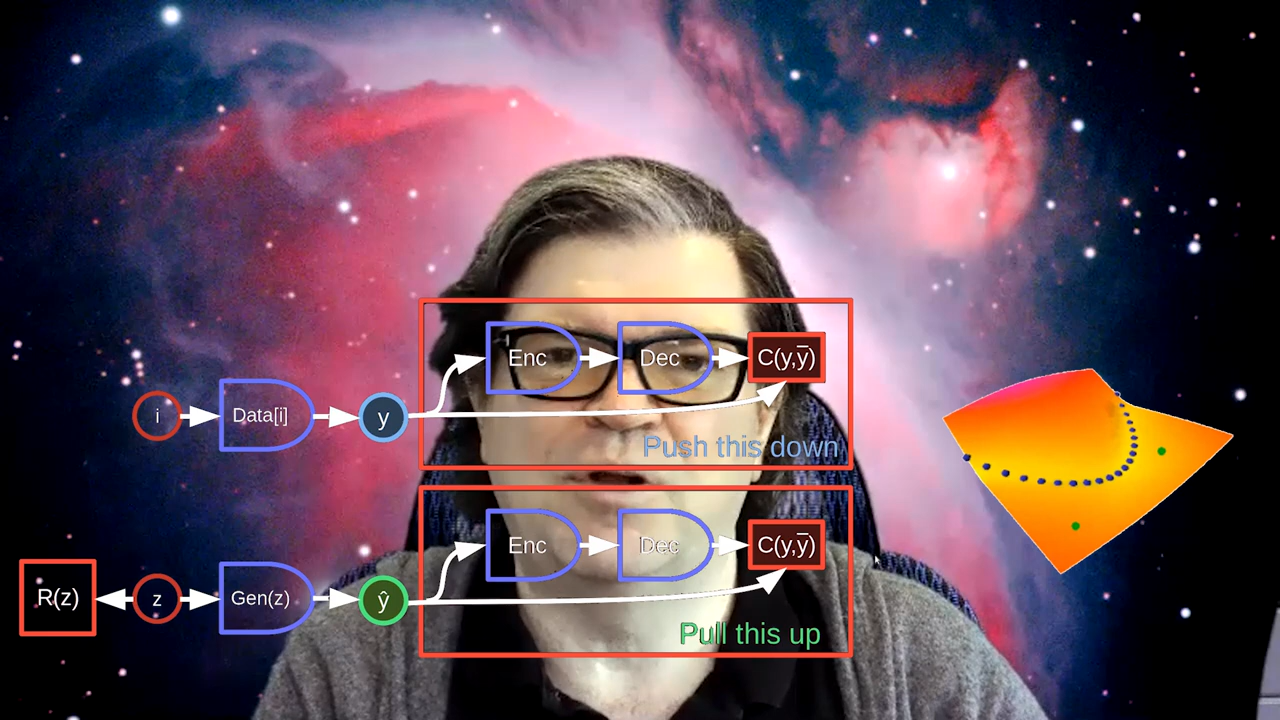 Enc
Dec
C(y,ȳ)
i
Data[i]
y
Push this down
Enc
Dec
C(y,ȳ)
R(z)
z
Gen(z)
ŷ
Pull this up